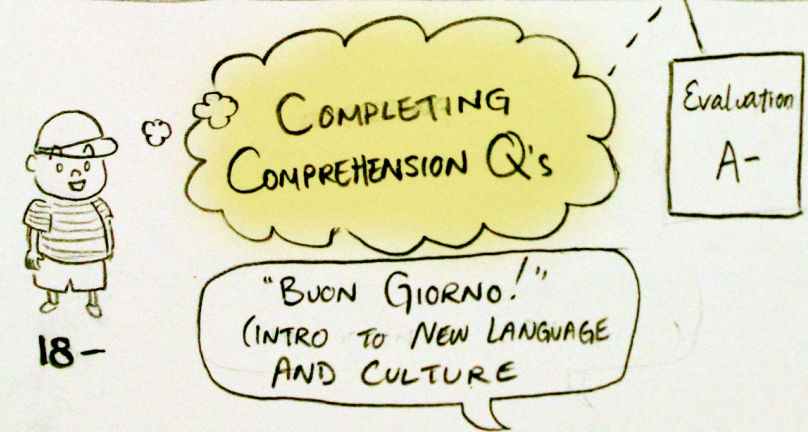 COMPLETING
COMPREHENSION Q's
Evaluation
A-
"BUON GIORNO!"
(INTRO TO NEW LANGUAGE
AND CULTURE
18-